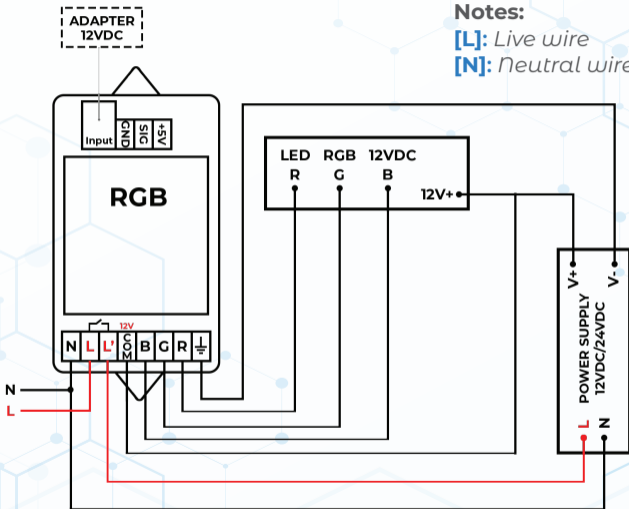 ADAPTER
12VDC
Notes:
[L]: Live wire
[N]: Neutral wire
Input
GND
SIG
+5V
RGB
LED RGB 12VDC
R G B
12V+
V+ V-
POWER SUPPLY
12VDC/24VDC
L N
12V
N L L' COM B G R
N
L